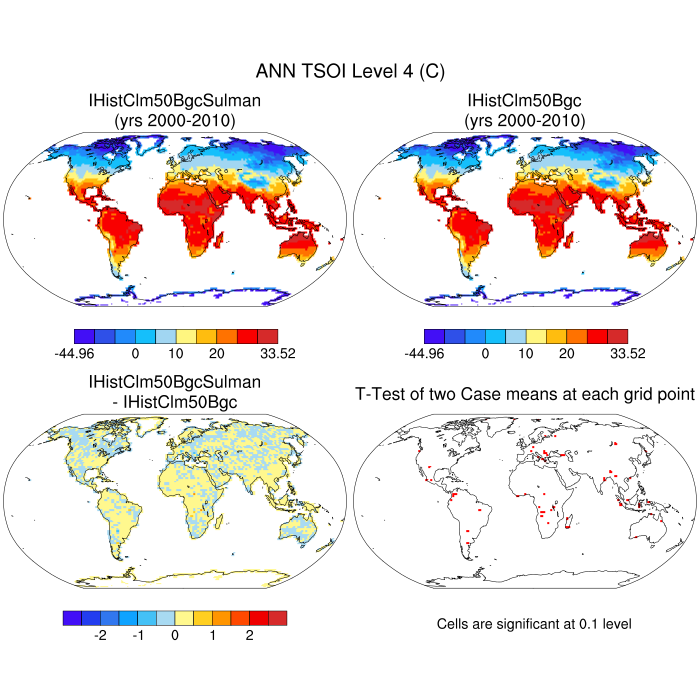 ANN TSOI Level 4 (C)
IHistClm50BgcSulman
(yrs 2000-2010)
IHistClm50Bgc
(yrs 2000-2010)
-44.96 0 10 20 33.52
-44.96 0 10 20 33.52
IHistClm50BgcSulman
- IHistClm50Bgc
T-Test of two Case means at each grid point
-2 -1 0 1 2
Cells are significant at 0.1 level